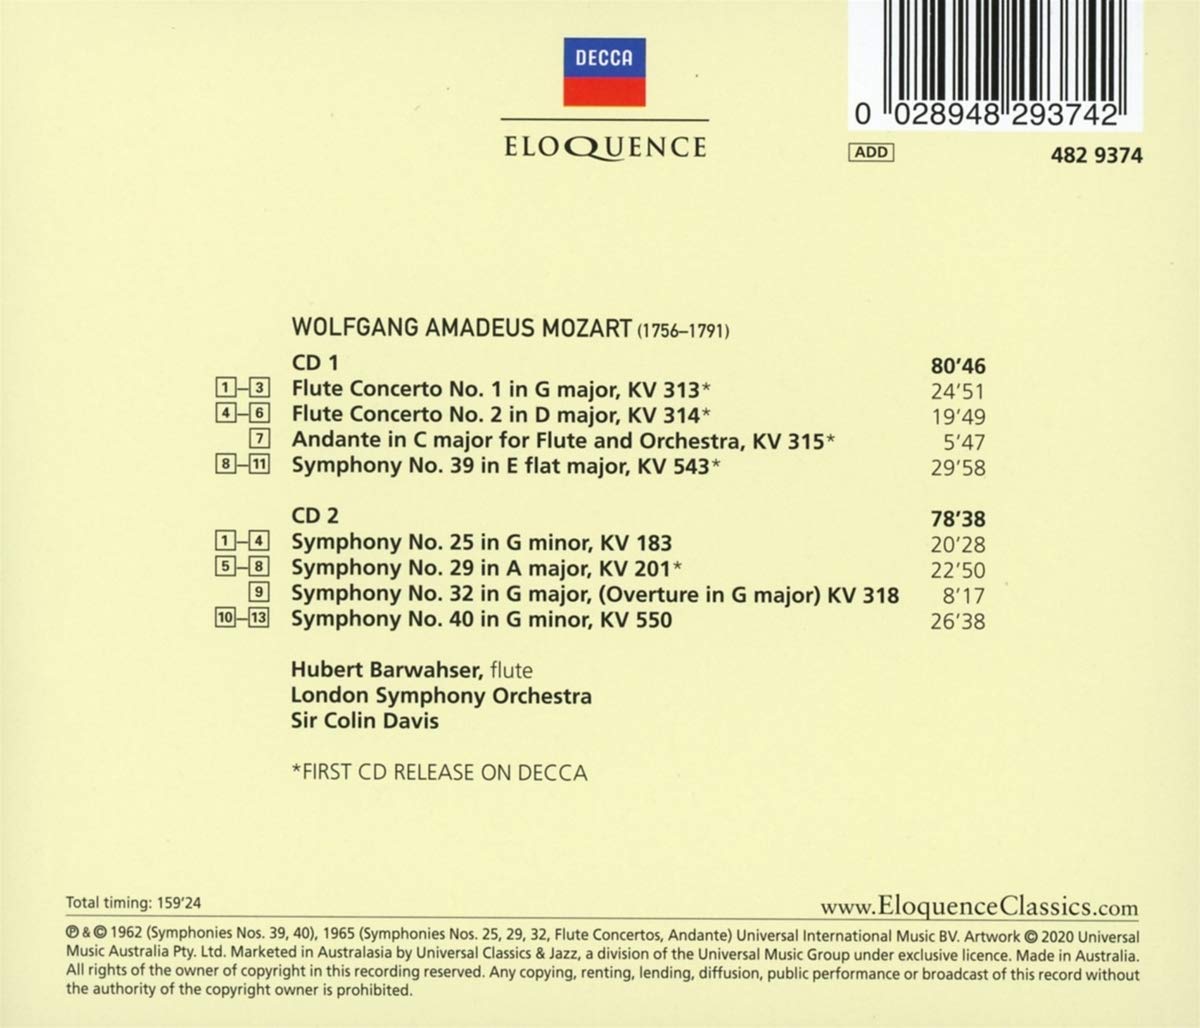 DECCA
ELOQUENCE
0 028948 293742
ADD
482 9374
WOLFGANG AMADEUS MOZART (1756–1791)
CD 1 80'46
1–3 Flute Concerto No. 1 in G major, KV 313* 24'51
4–6 Flute Concerto No. 2 in D major, KV 314* 19'49
7 Andante in C major for Flute and Orchestra, KV 315* 5'47
8–11 Symphony No. 39 in E flat major, KV 543* 29'58
CD 2 78'38
1–4 Symphony No. 25 in G minor, KV 183 20'28
5–8 Symphony No. 29 in A major, KV 201* 22'50
9 Symphony No. 32 in G major, (Overture in G major) KV 318 8'17
10–13 Symphony No. 40 in G minor, KV 550 26'38
Hubert Barwahser, flute
London Symphony Orchestra
Sir Colin Davis
*FIRST CD RELEASE ON DECCA
Total timing: 159'24
www.EloquenceClassics.com
℗ & © 1962 (Symphonies Nos. 39, 40), 1965 (Symphonies Nos. 25, 29, 32, Flute Concertos, Andante) Universal International Music BV. Artwork © 2020 Universal
Music Australia Pty. Ltd. Marketed in Australasia by Universal Classics & Jazz, a division of the Universal Music Group under exclusive licence. Made in Australia.
All rights of the owner of copyright in this recording reserved. Any copying, renting, lending, diffusion, public performance or broadcast of this record without
the authority of the copyright owner is prohibited.